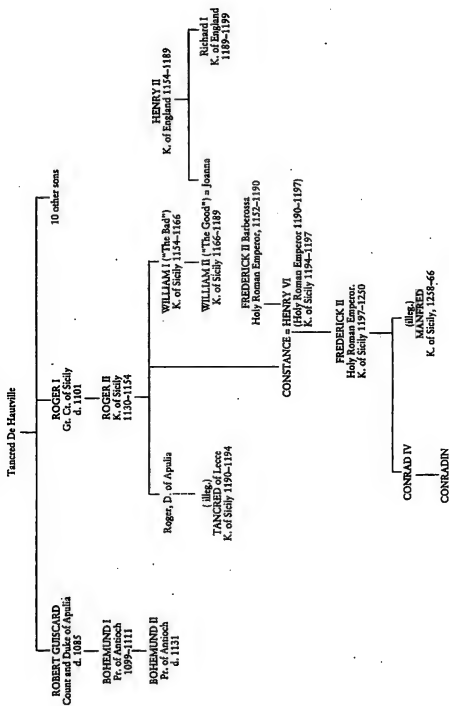 Tancred De Haurville
ROBERT GUISCARD
Count and Duke of Apulia
d. 1085
ROGER I
Gr. Ct. of Sicily
d. 1101
10 other sons
BOHEMUND I
Pr. of Antioch
1099–1111
ROGER II
K. of Sicily
1130–1154
BOHEMUND II
Pr. of Antioch
d. 1131
HENRY II
K. of England 1154–1189
Roger, D. of Apulia
WILLIAM I ("The Bad")
K. of Sicily 1154–1166
Richard I
K. of England
1189–1199
(illeg.)
TANCRED of Lecce
K. of Sicily 1190–1194
WILLIAM II ("The Good") = Joanna
K. of Sicily 1166–1189
FREDERICK II Barberossa
Holy Roman Emperor, 1152–1190
CONSTANCE = HENRY VI
(Holy Roman Emperor 1190–1197)
K. of Sicily 1194–1197
FREDERICK II
Holy Roman Emperor.
K. of Sicily 1197–1250
CONRAD IV
(illeg.)
MANFRED
K. of Sicily, 1258–66
CONRADIN